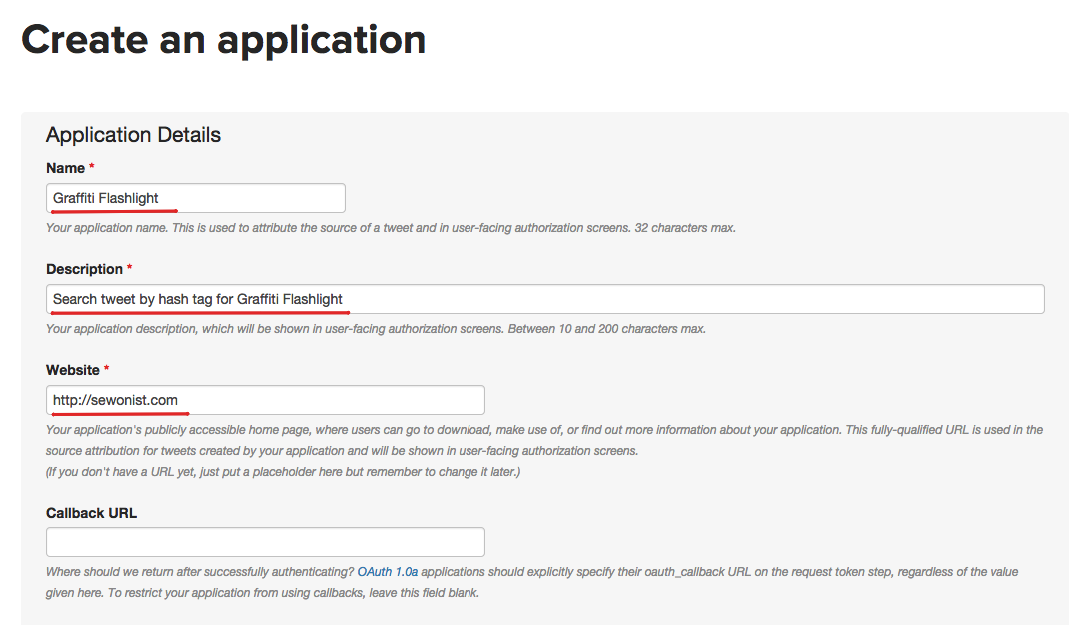 Create an application
Application Details
Name *
Graffiti Flashlight
Your application name. This is used to attribute the source of a tweet and in user-facing authorization screens. 32 characters max.
Description *
Search tweet by hash tag for Graffiti Flashlight
Your application description, which will be shown in user-facing authorization screens. Between 10 and 200 characters max.
Website *
http://sewonist.com
Your application's publicly accessible home page, where users can go to download, make use of, or find out more information about your application. This fully-qualified URL is used in the
source attribution for tweets created by your application and will be shown in user-facing authorization screens.
(If you don't have a URL yet, just put a placeholder here but remember to change it later.)
Callback URL
Where should we return after successfully authenticating? OAuth 1.0a applications should explicitly specify their oauth_callback URL on the request token step, regardless of the value
given here. To restrict your application from using callbacks, leave this field blank.